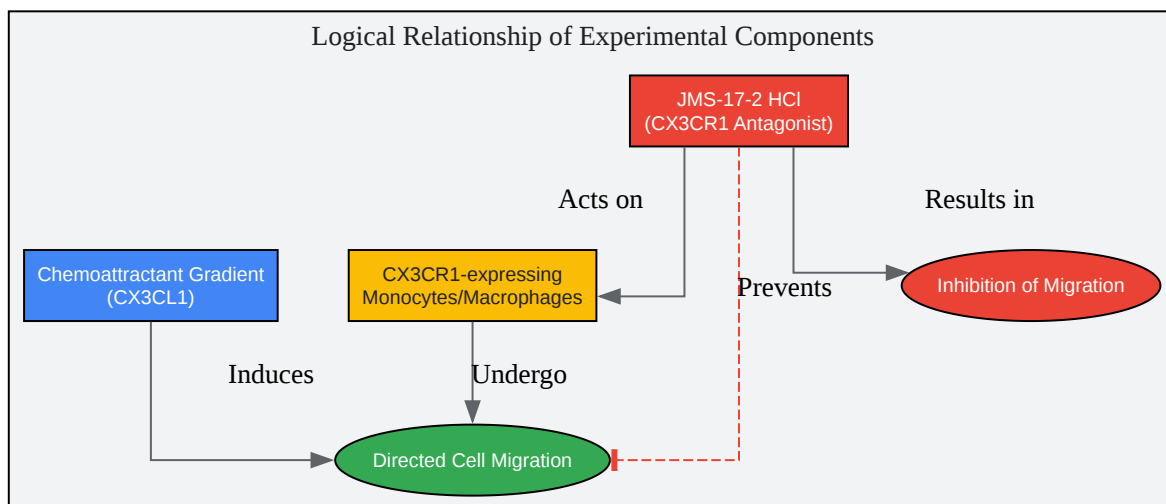 Logical Relationship of Experimental Components
JMS-17-2 HCl
(CX3CR1 Antagonist)
Acts on
Results in
Chemoattractant Gradient
(CX3CL1)
CX3CR1-expressing
Monocytes/Macrophages
Prevents
Inhibition of Migration
Induces
Undergo
Directed Cell Migration